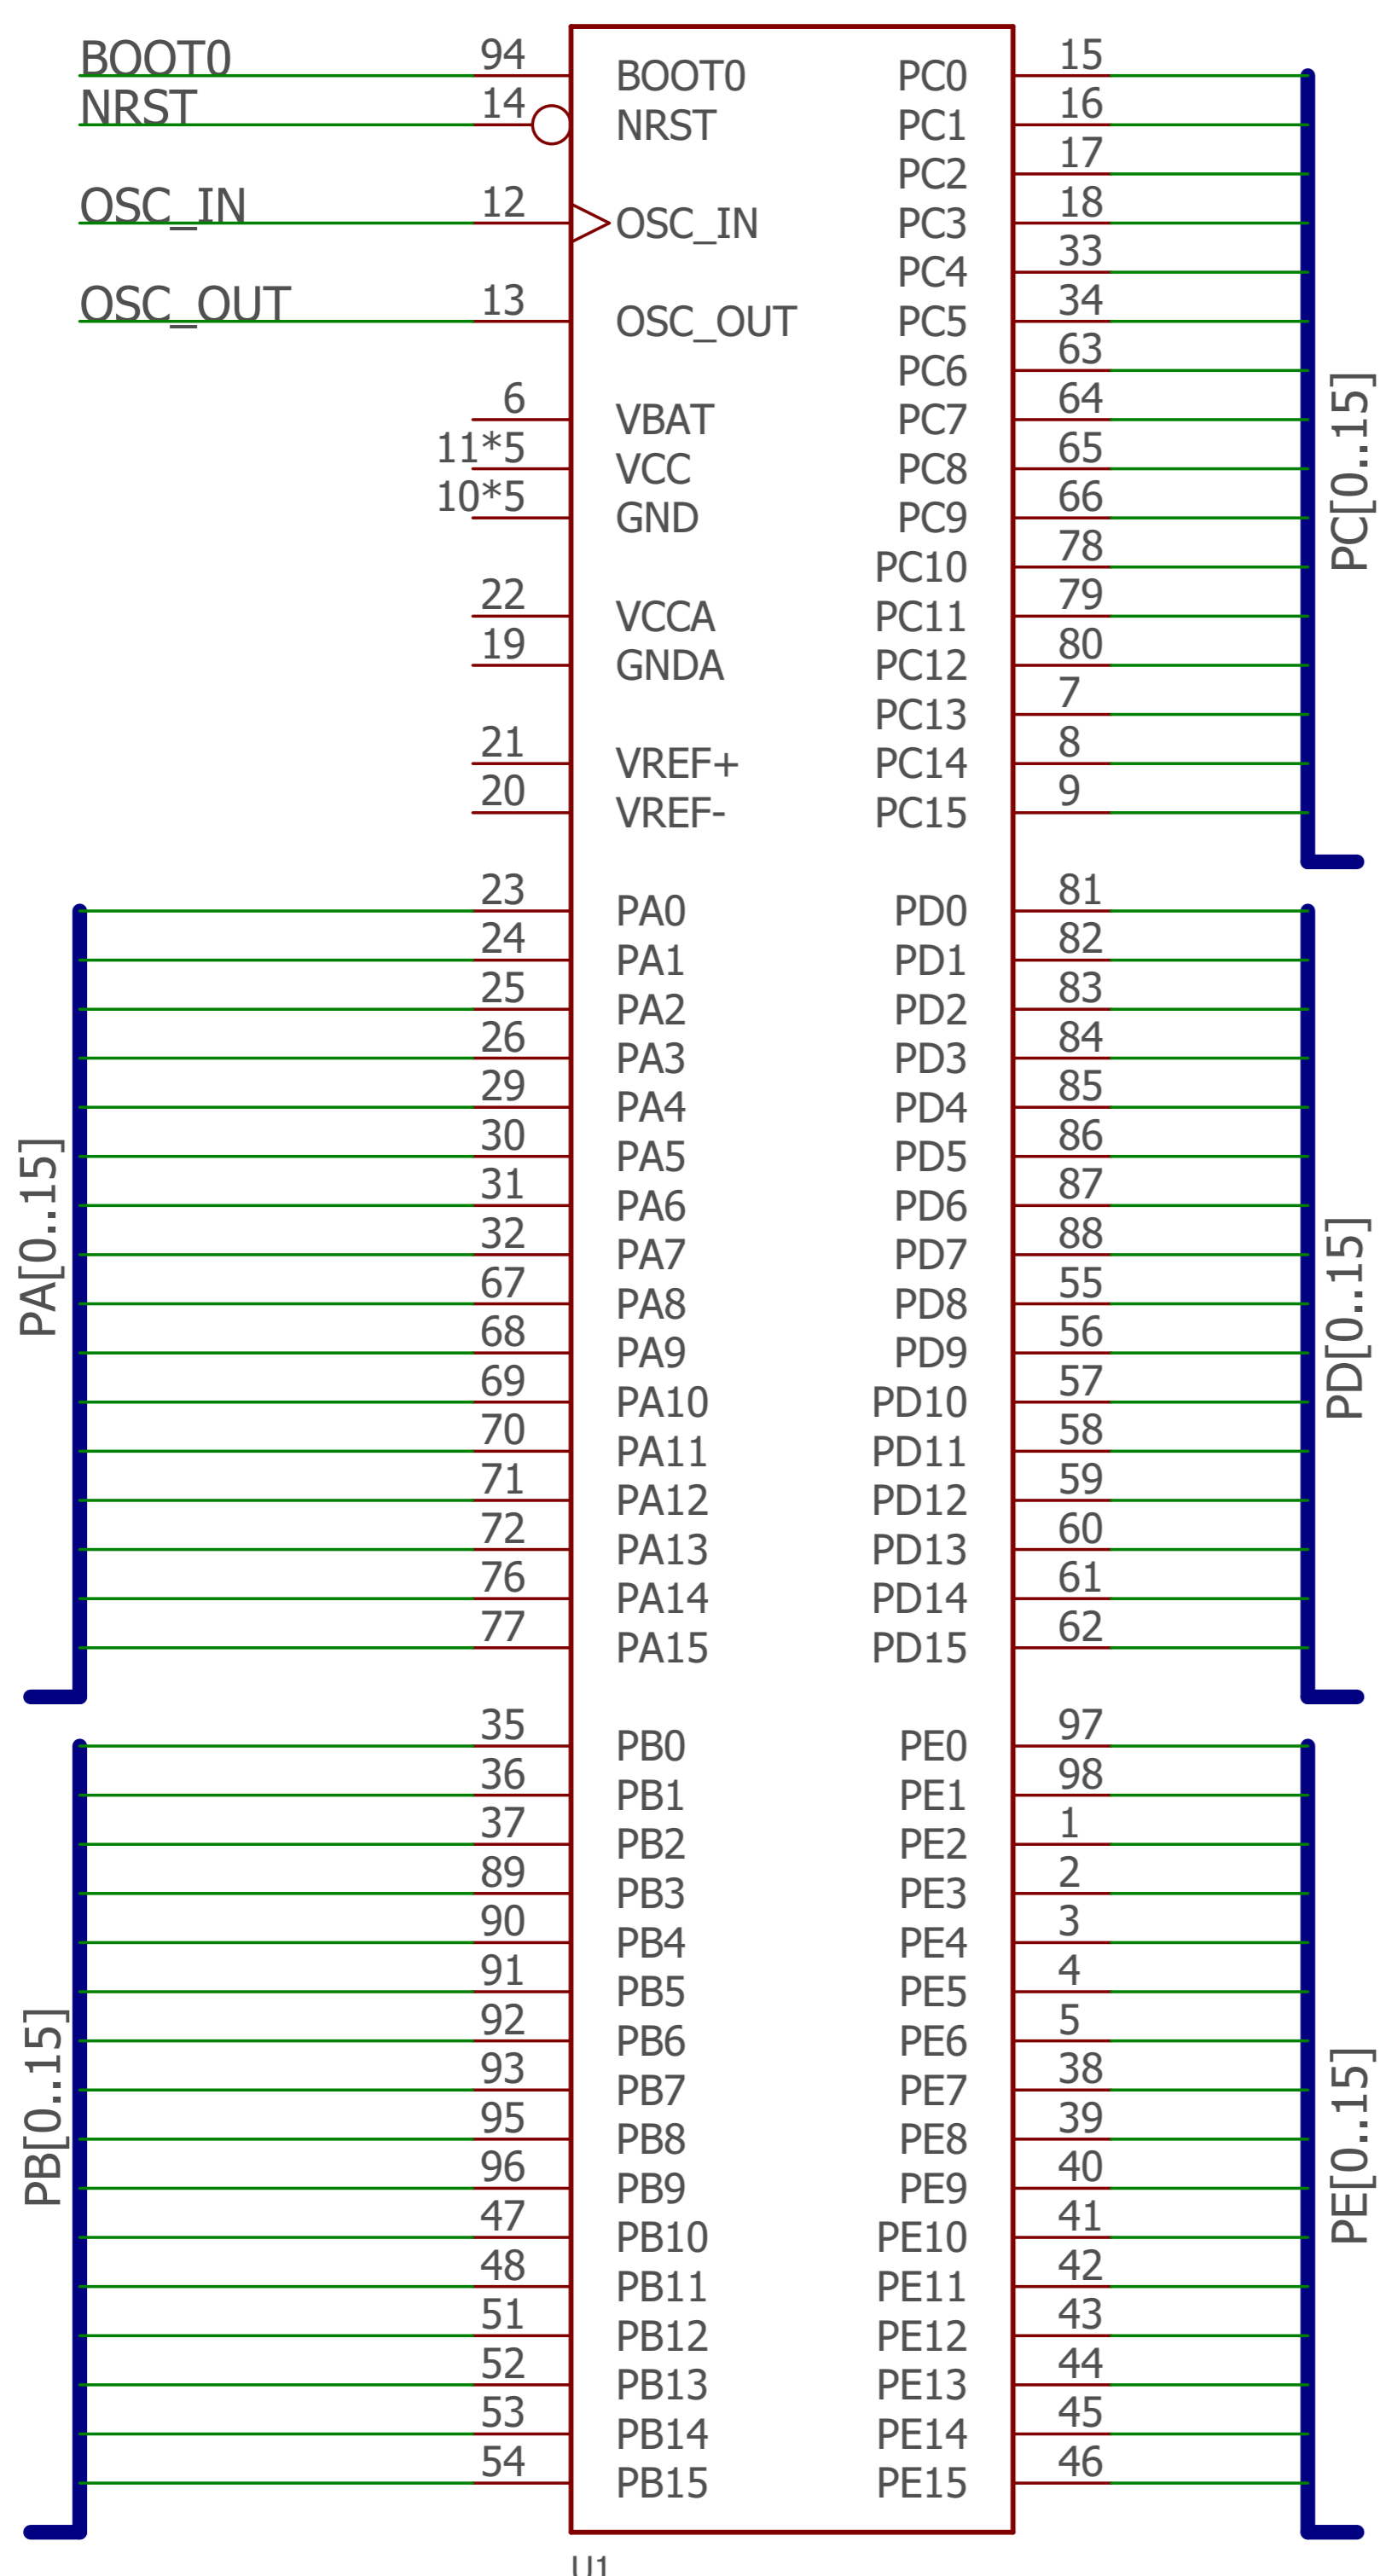 BOOT0 94 BOOT0 PC0 15
NRST 14 NRST PC1 16
PC2 17
OSC_IN 12 OSC_IN PC3 18
PC4 33
OSC_OUT 13 OSC_OUT PC5 34
PC6 63
6 VBAT PC7 64
11*5 VCC PC8 65
10*5 GND PC9 66
PC10 78
22 VCCA PC11 79
19 GNDA PC12 80
PC13 7
21 VREF+ PC14 8
20 VREF- PC15 9
PC[0..15]
23 PA0 PD0 81
24 PA1 PD1 82
25 PA2 PD2 83
26 PA3 PD3 84
29 PA4 PD4 85
30 PA5 PD5 86
31 PA6 PD6 87
32 PA7 PD7 88
67 PA8 PD8 55
68 PA9 PD9 56
69 PA10 PD10 57
70 PA11 PD11 58
71 PA12 PD12 59
72 PA13 PD13 60
76 PA14 PD14 61
77 PA15 PD15 62
PA[0..15]
PD[0..15]
35 PB0 PE0 97
36 PB1 PE1 98
37 PB2 PE2 1
89 PB3 PE3 2
90 PB4 PE4 3
91 PB5 PE5 4
92 PB6 PE6 5
93 PB7 PE7 38
95 PB8 PE8 39
96 PB9 PE9 40
47 PB10 PE10 41
48 PB11 PE11 42
51 PB12 PE12 43
52 PB13 PE13 44
53 PB14 PE14 45
54 PB15 PE15 46
PB[0..15]
PE[0..15]
U1